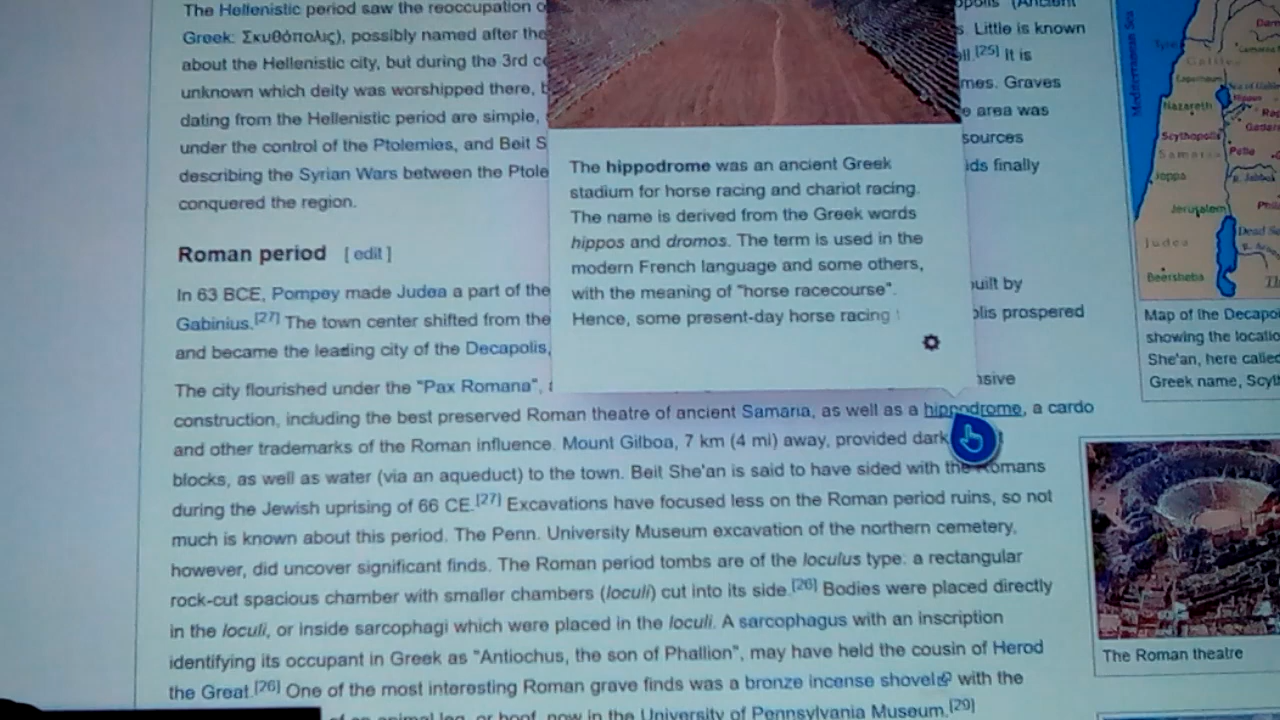 The Hellenistic period saw the reoccupation
Greek: Σκυθόπολις), possibly named after the
s. Little is known
about the Hellenistic city, but during the 3rd
ell.[25] It is
unknown which deity was worshipped there,
mes. Graves
dating from the Hellenistic period are simple,
e area was
under the control of the Ptolemies, and Beit S
sources
describing the Syrian Wars between the Ptole
ids finally
conquered the region.
The hippodrome was an ancient Greek
stadium for horse racing and chariot racing.
The name is derived from the Greek words
hippos and dromos. The term is used in the
modern French language and some others,
with the meaning of "horse racecourse".
Hence, some present-day horse racing
Roman period [ edit ]
In 63 BCE, Pompey made Judea a part of the
uilt by
Gabinius.[27] The town center shifted from the
olis prospered
and became the leading city of the Decapolis,
The city flourished under the "Pax Romana",
nsive
construction, including the best preserved Roman theatre of ancient Samaria, as well as a hippodrome, a cardo
and other trademarks of the Roman influence. Mount Gilboa, 7 km (4 mi) away, provided dark
blocks, as well as water (via an aqueduct) to the town. Beit She'an is said to have sided with the Romans
during the Jewish uprising of 66 CE.[27] Excavations have focused less on the Roman period ruins, so not
much is known about this period. The Penn. University Museum excavation of the northern cemetery,
however, did uncover significant finds. The Roman period tombs are of the loculus type: a rectangular
rock-cut spacious chamber with smaller chambers (loculi) cut into its side.[26] Bodies were placed directly
in the loculi, or inside sarcophagi which were placed in the loculi. A sarcophagus with an inscription
identifying its occupant in Greek as "Antiochus, the son of Phallion", may have held the cousin of Herod
the Great.[26] One of the most interesting Roman grave finds was a bronze incense shovel with the
of an animal leg, or hoof, now in the University of Pennsylvania Museum.[29]
Mediterranean Sea
Tyre
Galilee
Nazareth
Hippos
Scythopolis
Samaria
Pella
Joppa
R. Jabbok
Jerusalem
Phil
Judea
Dead Se
Beersheba
Map of the Decapo
showing the locatio
She'an, here called
Greek name, Scyt
The Roman theatre